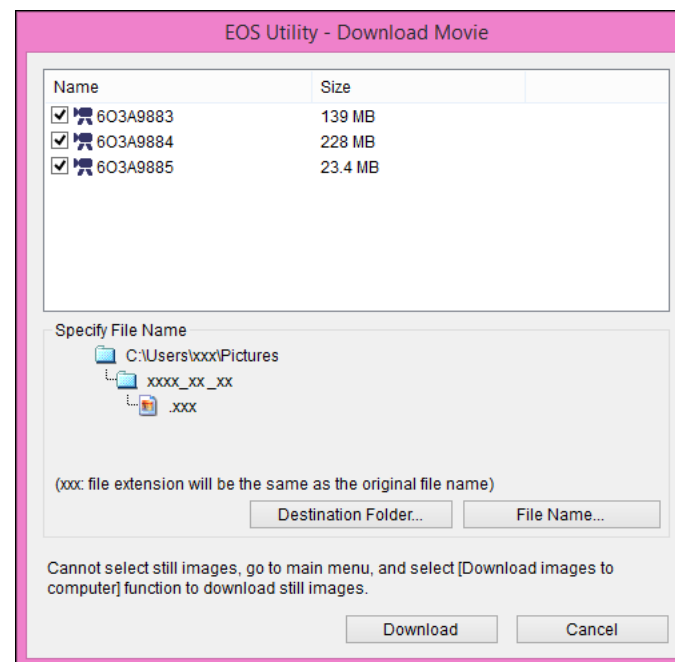 EOS Utility - Download Movie
Name Size
6O3A9883 139 MB
6O3A9884 228 MB
6O3A9885 23.4 MB
Specify File Name
C:\Users\xxx\Pictures
xxxx_xx_xx
.xxx
(xxx: file extension will be the same as the original file name)
Destination Folder... File Name...
Cannot select still images, go to main menu, and select [Download images to
computer] function to download still images.
Download Cancel